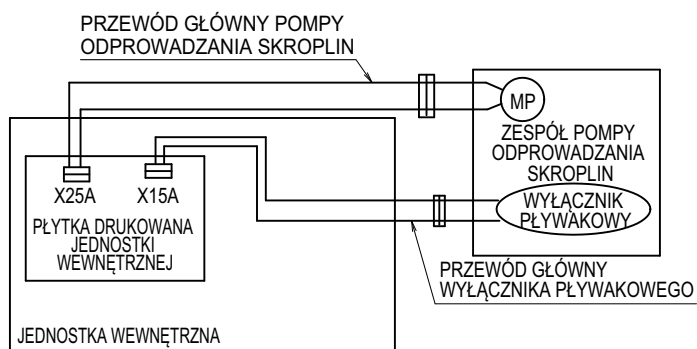 PRZEWÓD GŁÓWNY POMPY
ODPROWADZANIA SKROPLIN
MP
ZESPÓŁ POMPY
ODPROWADZANIA
SKROPLIN
WYŁĄCZNIK
PŁYWAKOWY
X25A
X15A
PŁYTKA DRUKOWANA
JEDNOSTKI
WEWNĘTRZNEJ
PRZEWÓD GŁÓWNY
WYŁĄCZNIKA PŁYWAKOWEGO
JEDNOSTKA WEWNĘTRZNA